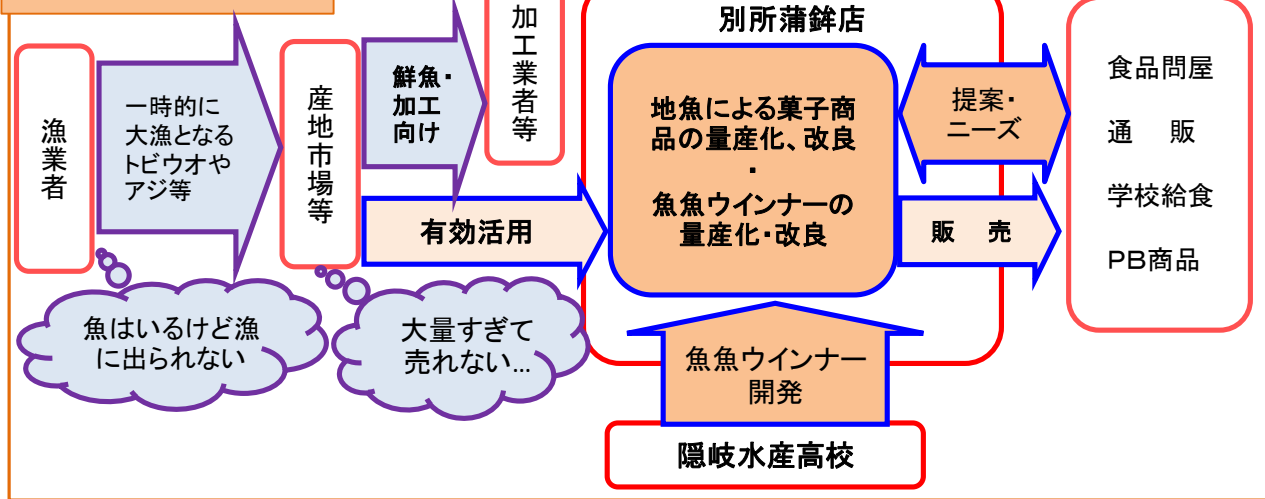 漁業者
一時的に
大漁となる
トビウオや
アジ等
産地市場等
鮮魚・
加工
向け
加工業者等
有効活用
魚はいるけど漁
に出られない
大量すぎて
売れない…
別所蒲鉾店
地魚による菓子商
品の量産化、改良
・
魚魚ウインナーの
量産化・改良
魚魚ウインナー
開発
隠岐水産高校
提案・
ニーズ
販　売
食品問屋
通　販
学校給食
PB商品